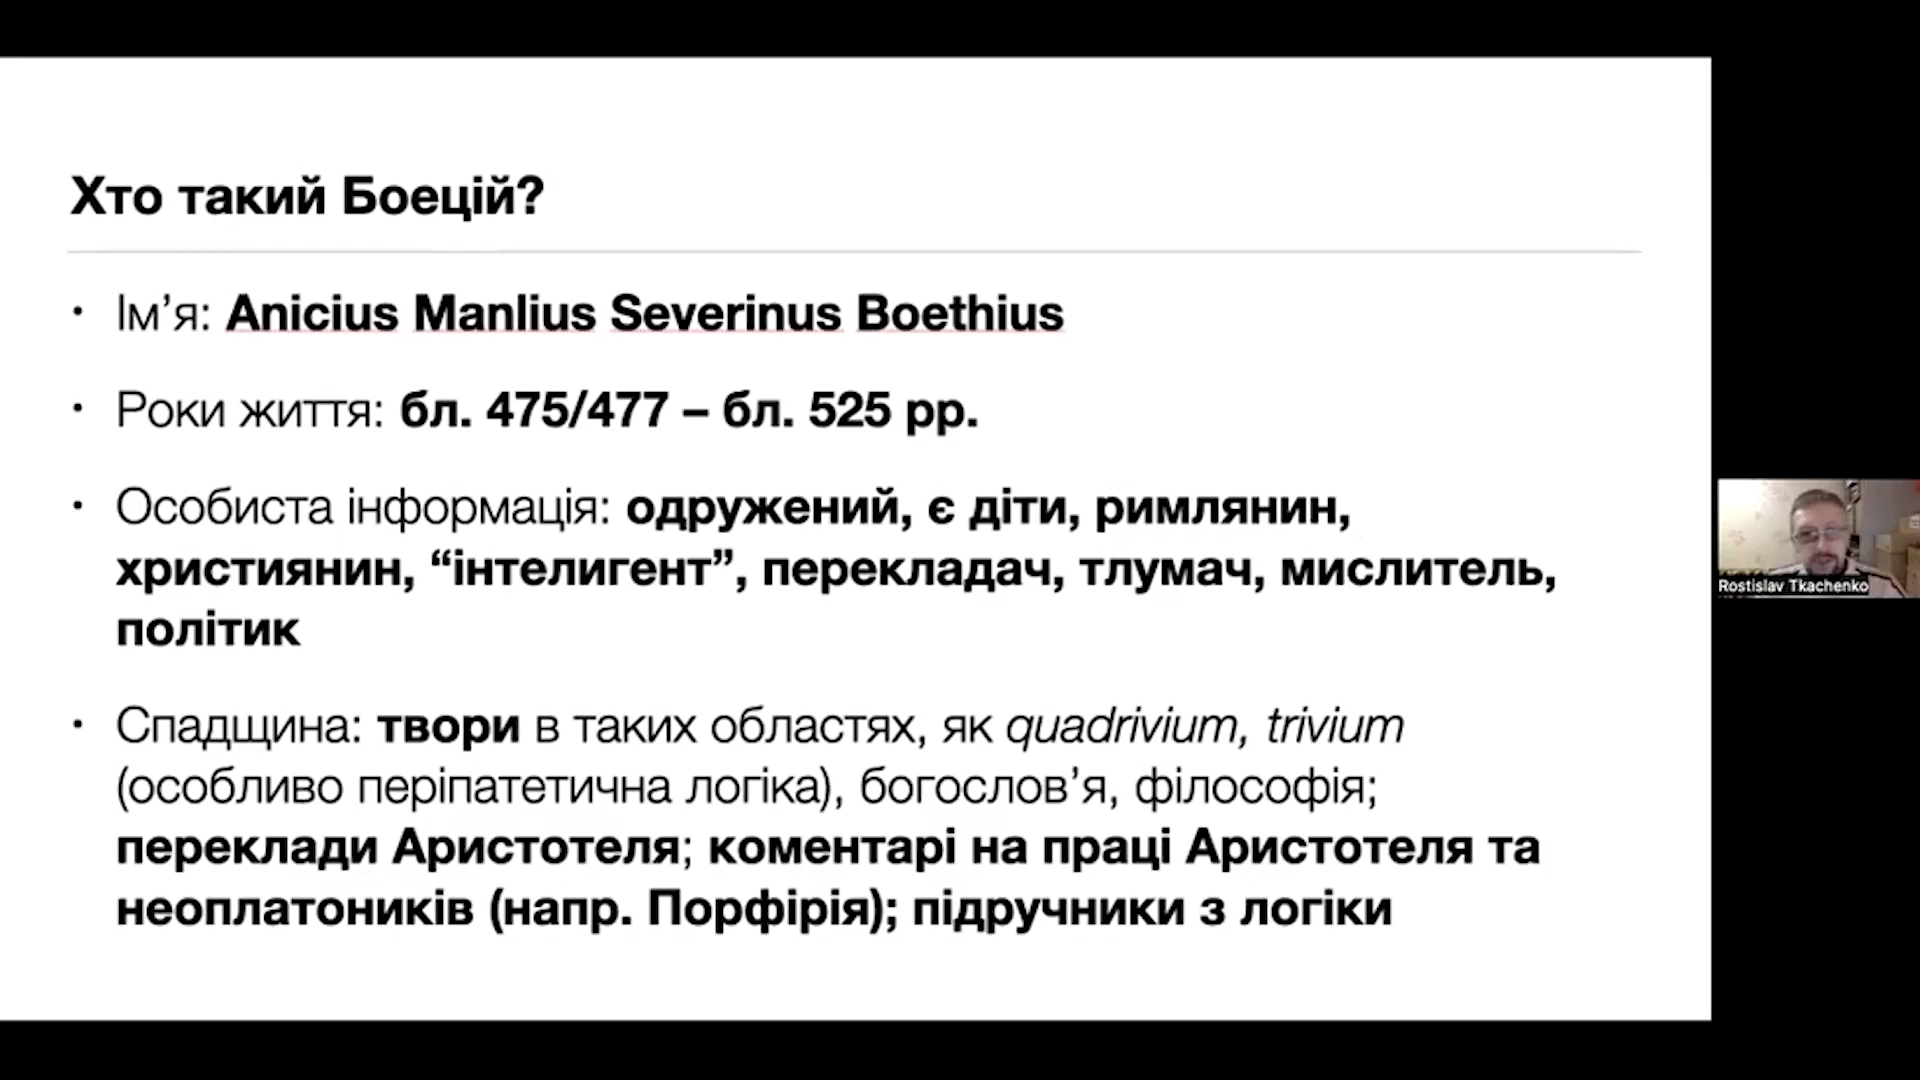 Хто такий Боецій?
• Ім’я: Anicius Manlius Severinus Boethius
• Роки життя: бл. 475/477 – бл. 525 рр.
• Особиста інформація: одружений, є діти, римлянин,
християнин, “інтелигент”, перекладач, тлумач, мислитель,
політик
• Спадщина: твори в таких областях, як quadrivium, trivium
(особливо періпатетична логіка), богослов’я, філософія;
переклади Аристотеля; коментарі на праці Аристотеля та
неоплатоників (напр. Порфірія); підручники з логіки
Rostislav Tkachenko